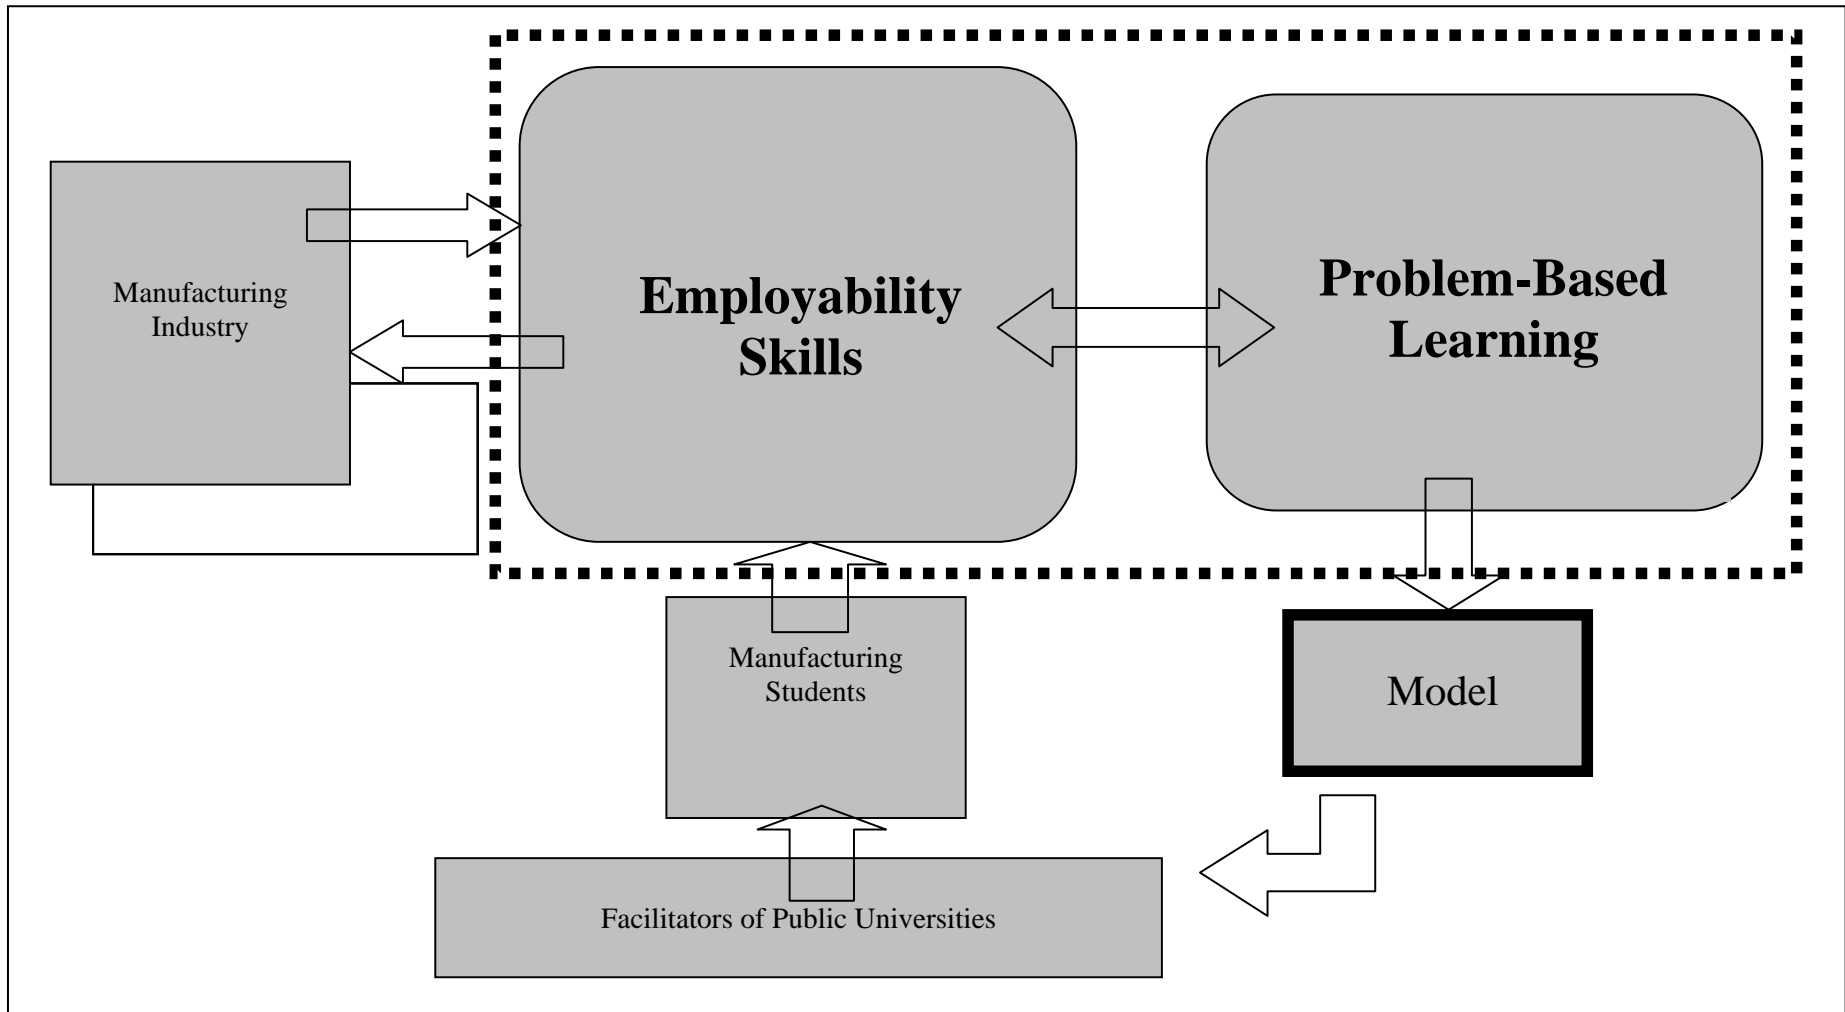 Manufacturing
Industry
Employability
Skills
Problem-Based
Learning
Manufacturing
Students
Model
Facilitators of Public Universities